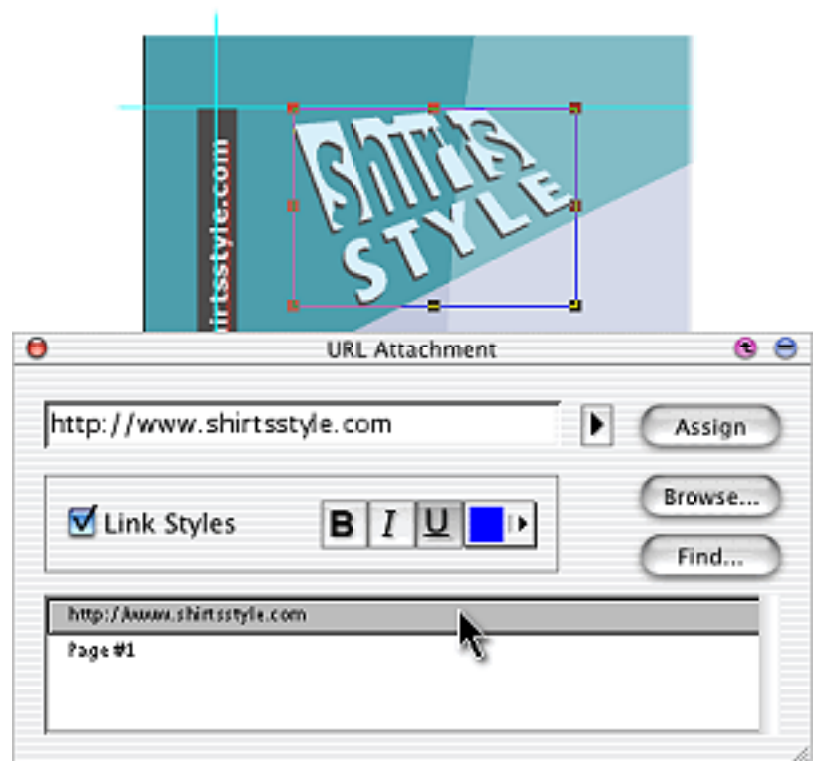 shirts
STYLE
irtsstyle.com
URL Attachment
http://www.shirtsstyle.com
Assign
Link Styles
B I U
Browse...
Find...
http://www.shirtsstyle.com
Page #1